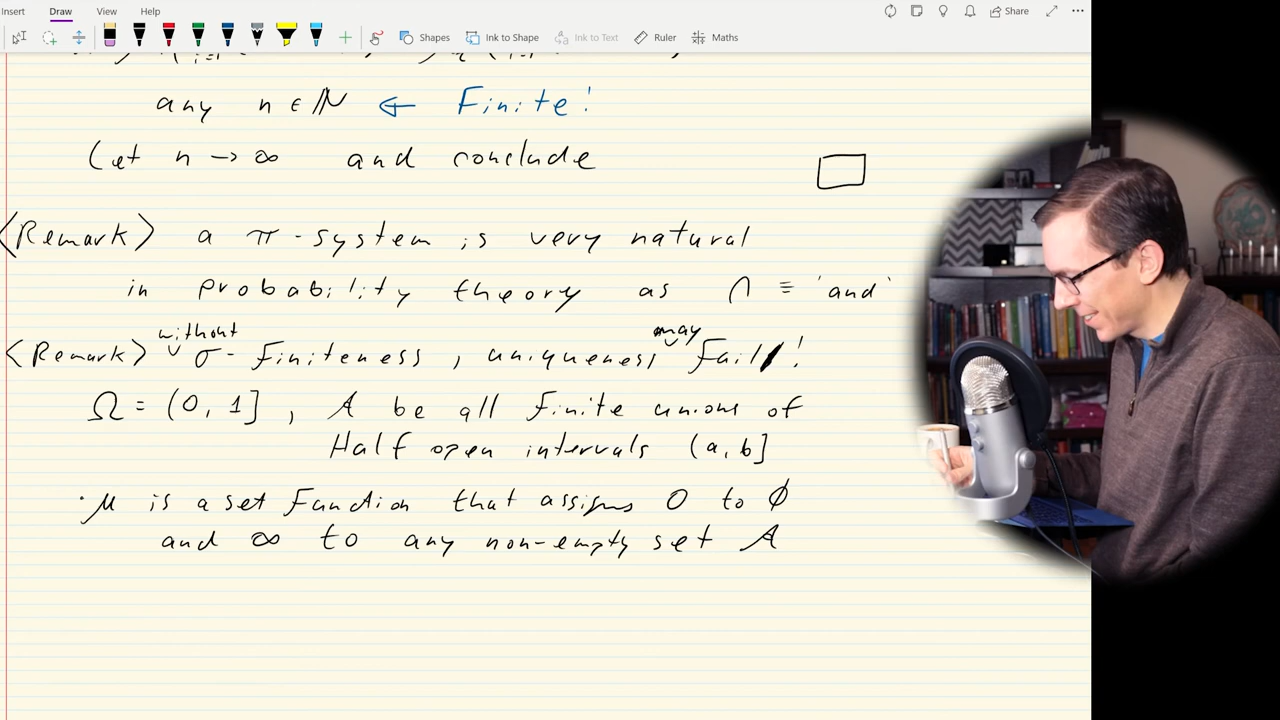 Insert Draw View Help Share
Shapes Ink to Shape Ink to Text Ruler Maths
any n ∈ ℕ ← Finite!
Let n → ∞ and conclude
<Remark> a π-system is very natural
in probability theory as ∩ ≡ 'and'
without may
<Remark> σ-finiteness, uniqueness fail!
Ω = (0, 1], A be all finite unions of
Half open intervals (a, b]
· μ is a set function that assigns 0 to ∅
and ∞ to any non-empty set A